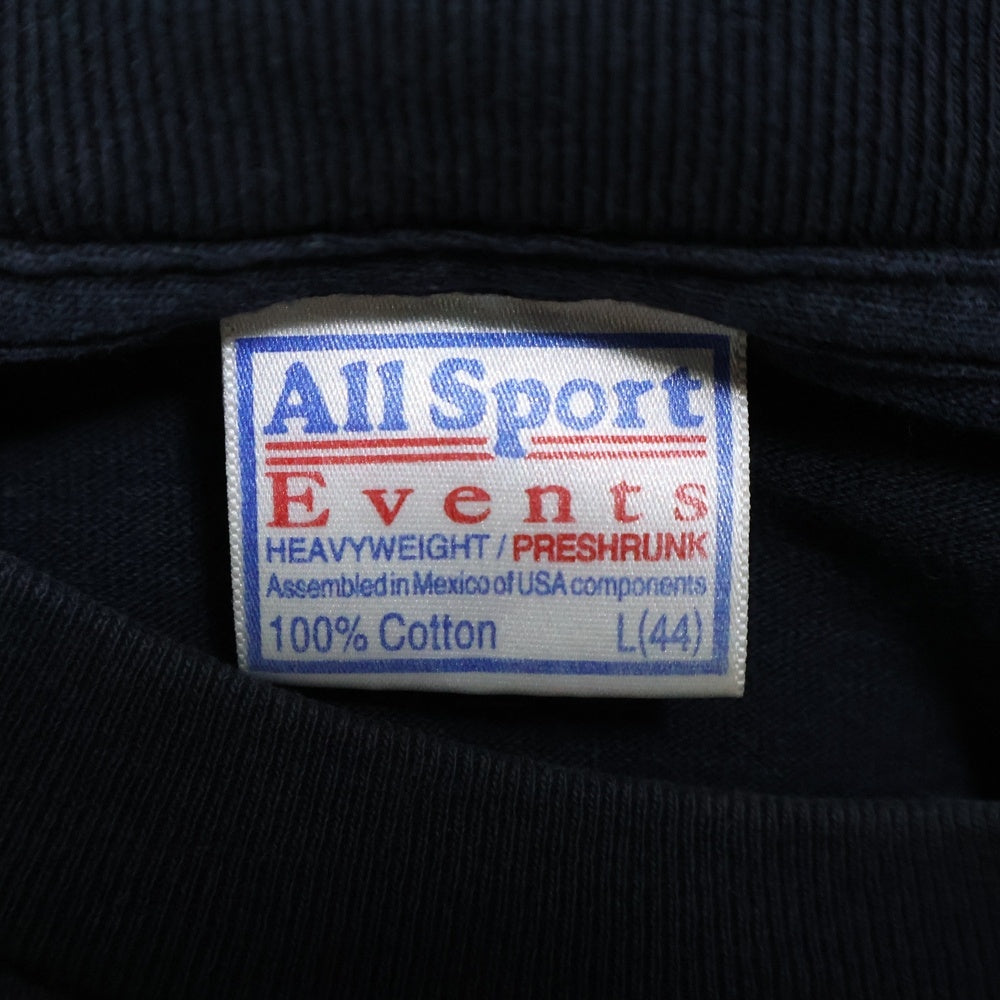 All Sport
Events
HEAVYWEIGHT / PRESHRUNK
Assembled in Mexico of USA components
100% Cotton L(44)